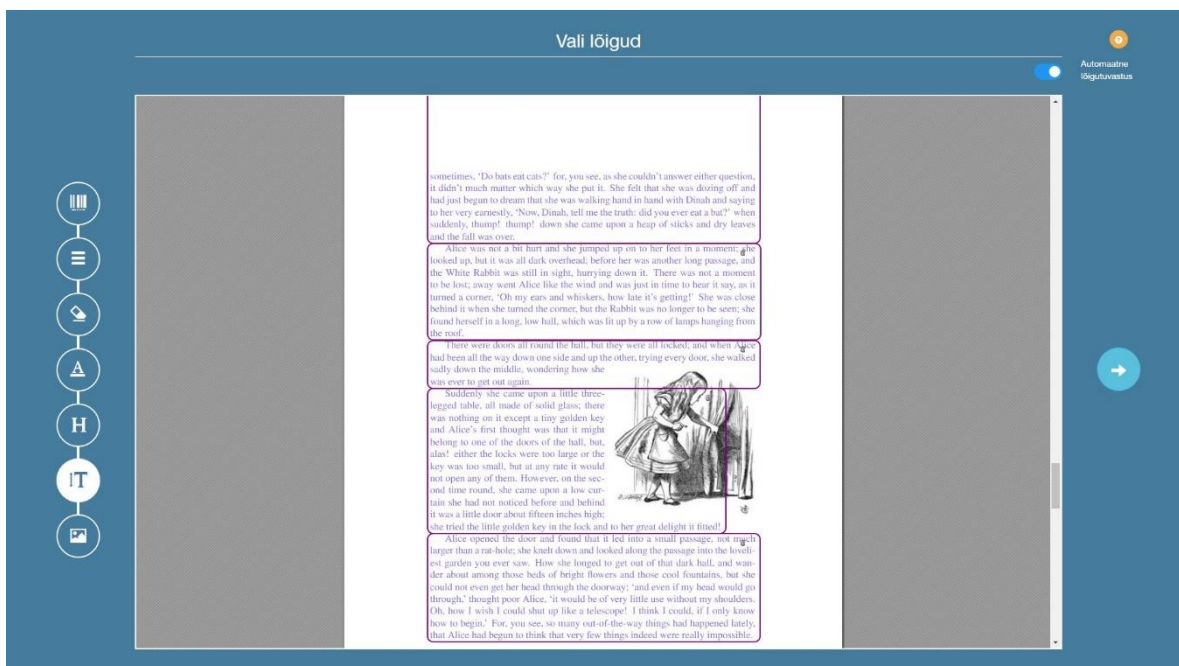 Vali lõigud
Automaatne
lõigutuvastus
sometimes, ‘Do bats eat cats?’ for, you see, as she couldn’t answer either question,
it didn’t much matter which way she put it. She felt that she was dozing off and
had just begun to dream that she was walking hand in hand with Dinah and saying
to her very earnestly, ‘Now, Dinah, tell me the truth: did you ever eat a bat?’ when
suddenly, thump! thump! down she came upon a heap of sticks and dry leaves
and the fall was over.
Alice was not a bit hurt and she jumped up on to her feet in a moment; she
looked up, but it was all dark overhead; before her was another long passage, and
the White Rabbit was still in sight, hurrying down it. There was not a moment
to be lost; away went Alice like the wind and was just in time to hear it say, as it
turned a corner, ‘Oh my ears and whiskers, how late it’s getting!’ She was close
behind it when she turned the corner, but the Rabbit was no longer to be seen; she
found herself in a long, low hall, which was lit up by a row of lamps hanging from
the roof.
There were doors all round the hall, but they were all locked; and when Alice
had been all the way down one side and up the other, trying every door, she walked
sadly down the middle, wondering how she
was ever to get out again.
Suddenly she came upon a little three-
legged table, all made of solid glass; there
was nothing on it except a tiny golden key
and Alice’s first thought was that it might
belong to one of the doors of the hall, but,
alas! either the locks were too large or the
key was too small, but at any rate it would
not open any of them. However, on the sec-
ond time round, she came upon a low cur-
tain she had not noticed before and behind
it was a little door about fifteen inches high;
she tried the little golden key in the lock and to her great delight it fitted!
Alice opened the door and found that it led into a small passage, not much
larger than a rat-hole; she knelt down and looked along the passage into the loveli-
est garden you ever saw. How she longed to get out of that dark hall, and wan-
der about among those beds of bright flowers and those cool fountains, but she
could not even get her head through the doorway; ‘and even if my head would go
through,’ thought poor Alice, ‘it would be of very little use without my shoulders.
Oh, how I wish I could shut up like a telescope! I think I could, if I only know
how to begin.’ For, you see, so many out-of-the-way things had happened lately,
that Alice had begun to think that very few things indeed were really impossible.
A
H
IT